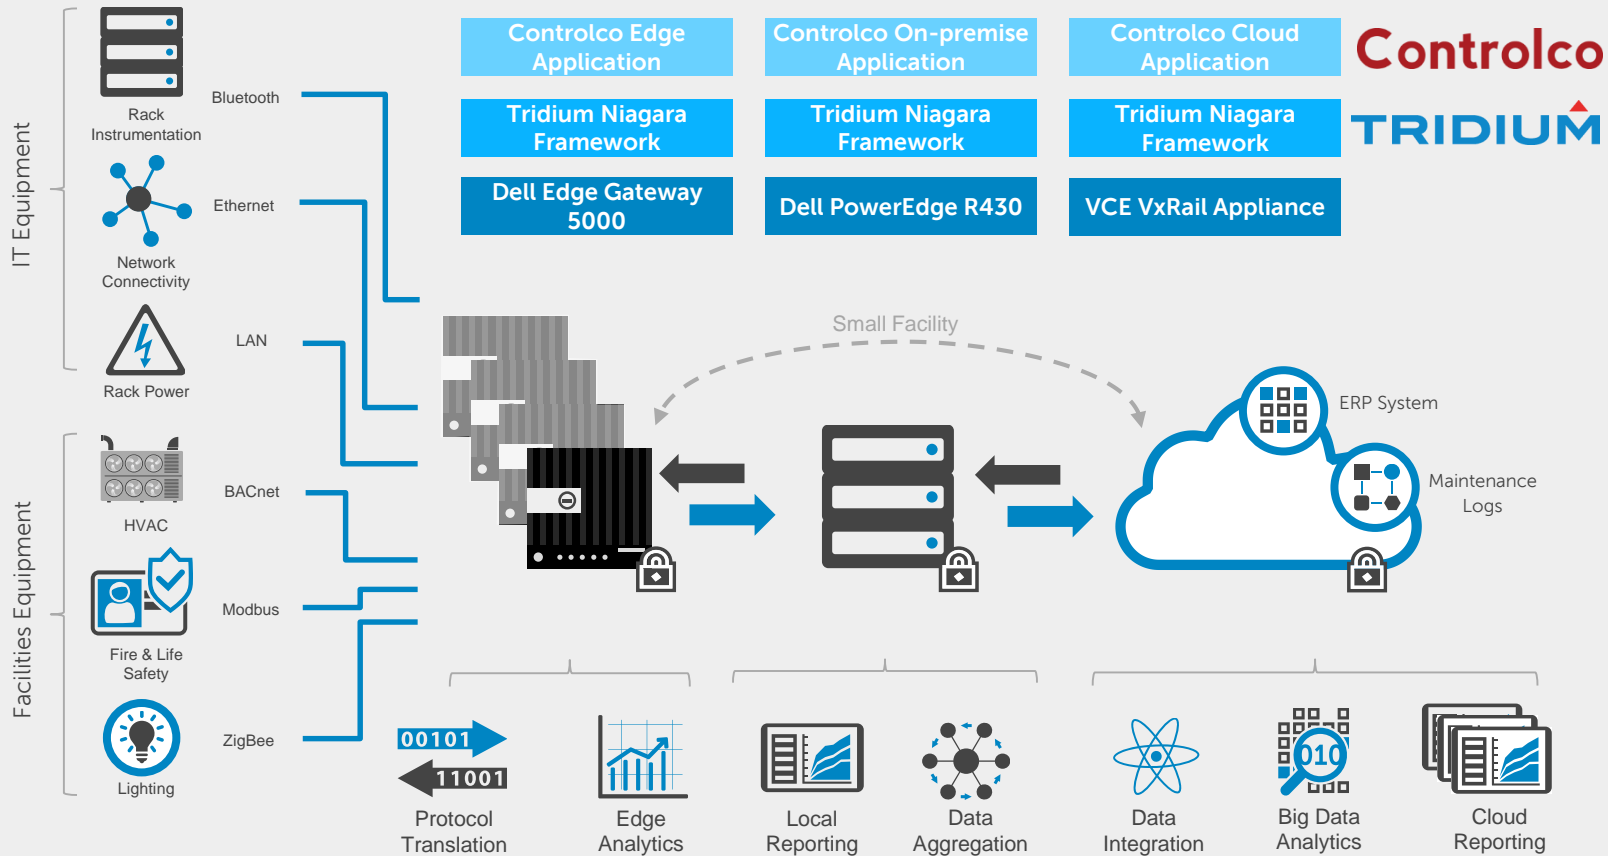 IT Equipment
Rack
Instrumentation
Network
Connectivity
Rack Power
Facilities Equipment
HVAC
Fire & Life
Safety
Lighting
Bluetooth
Ethernet
LAN
BACnet
Modbus
ZigBee
Controlco Edge
Application
Controlco On-premise
Application
Controlco Cloud
Application
Controlco
Tridium Niagara
Framework
Tridium Niagara
Framework
Tridium Niagara
Framework
TRIDIUM
Dell Edge Gateway
5000
Dell PowerEdge R430
VCE VxRail Appliance
Small Facility
ERP System
Maintenance
Logs
00101
11001
Protocol
Translation
Edge
Analytics
Local
Reporting
Data
Aggregation
Data
Integration
010
Big Data
Analytics
Cloud
Reporting